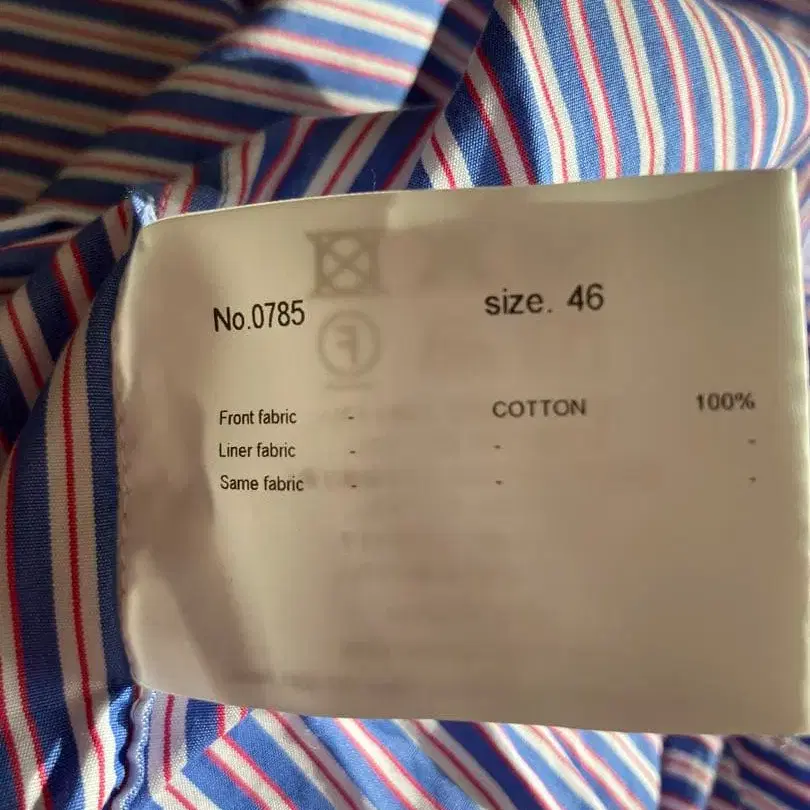 No.0785 size. 46
Front fabric - COTTON 100%
Liner fabric - - -
Same fabric - - -